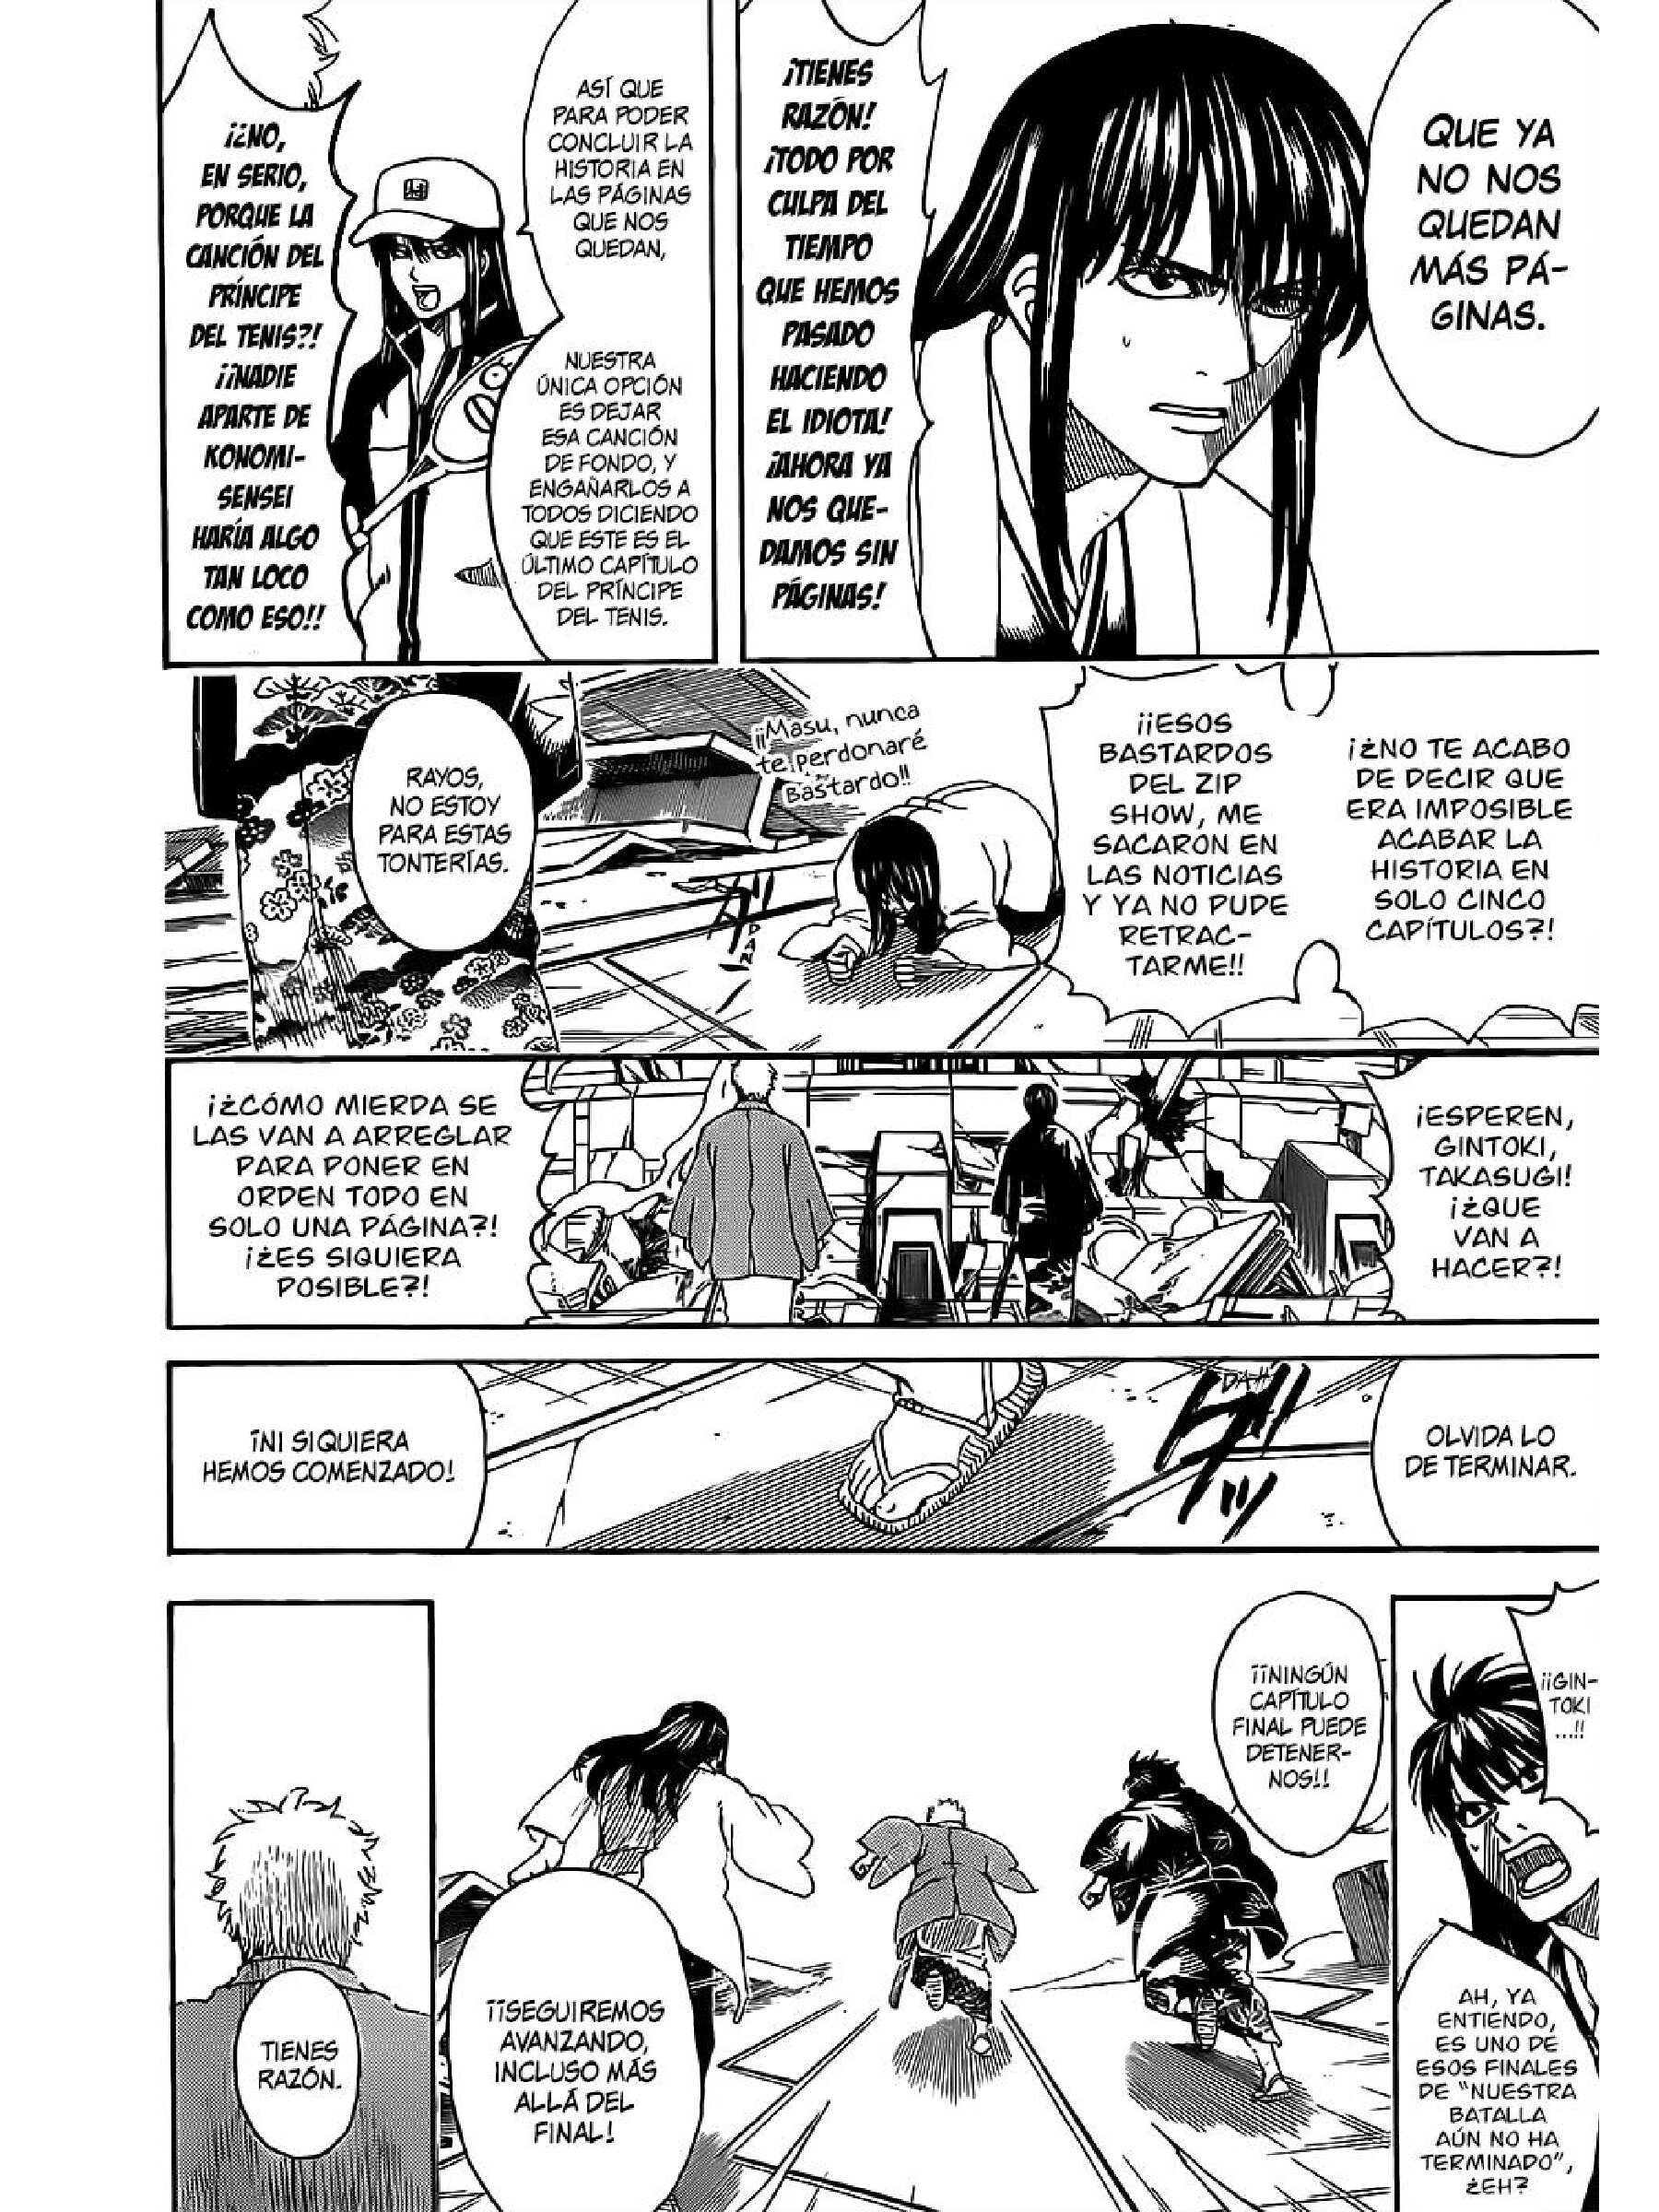 QUE YA
NO NOS
QUEDAN
MÁS PÁ-
GINAS.
¡TIENES
RAZÓN!
¡TODO POR
CULPA DEL
TIEMPO
QUE HEMOS
PASADO
HACIENDO
EL IDIOTA!
¡AHORA YA
NOS QUE-
DAMOS SIN
PÁGINAS!
ASÍ QUE
PARA PODER
CONCLUIR LA
HISTORIA EN
LAS PÁGINAS
QUE NOS
QUEDAN,
NUESTRA
ÚNICA OPCIÓN
ES DEJAR
ESA CANCIÓN
DE FONDO, Y
ENGAÑARLOS A
TODOS DICIENDO
QUE ESTE ES EL
ÚLTIMO CAPÍTULO
DEL PRÍNCIPE
DEL TENIS.
¡¿NO,
EN SERIO,
PORQUE LA
CANCIÓN DEL
PRÍNCIPE
DEL TENIS?!
¡¡NADIE
APARTE DE
KONOMI-
SENSEI
HARÍA ALGO
TAN LOCO
COMO ESO!!
¡¿NO TE ACABO
DE DECIR QUE
ERA IMPOSIBLE
ACABAR LA
HISTORIA EN
SOLO CINCO
CAPÍTULOS?!
¡¡ESOS
BASTARDOS
DEL ZIP
SHOW, ME
SACARON EN
LAS NOTICIAS
Y YA NO PUDE
RETRAC-
TARME!!
¡¡Masu, nunca
te perdonaré
Bastardo!!
DAN
RAYOS,
NO ESTOY
PARA ESTAS
TONTERÍAS.
¡ESPEREN,
GINTOKI,
TAKASUGI!
¡¿QUE
VAN A
HACER?!
¡¿CÓMO MIERDA SE
LAS VAN A ARREGLAR
PARA PONER EN
ORDEN TODO EN
SOLO UNA PÁGINA?!
¡¿ES SIQUIERA
POSIBLE?!
OLVIDA LO
DE TERMINAR.
¡NI SIQUIERA
HEMOS COMENZADO!
¡¡GIN-
TOKI
...!!
AH, YA
ENTIENDO,
ES UNO DE
ESOS FINALES
DE “NUESTRA
BATALLA
AÚN NO HA
TERMINADO”,
¿EH?
¡¡NINGÚN
CAPÍTULO
FINAL PUEDE
DETENER-
NOS!!
¡¡SEGUIREMOS
AVANZANDO,
INCLUSO MÁS
ALLÁ DEL
FINAL!
TIENES
RAZÓN.